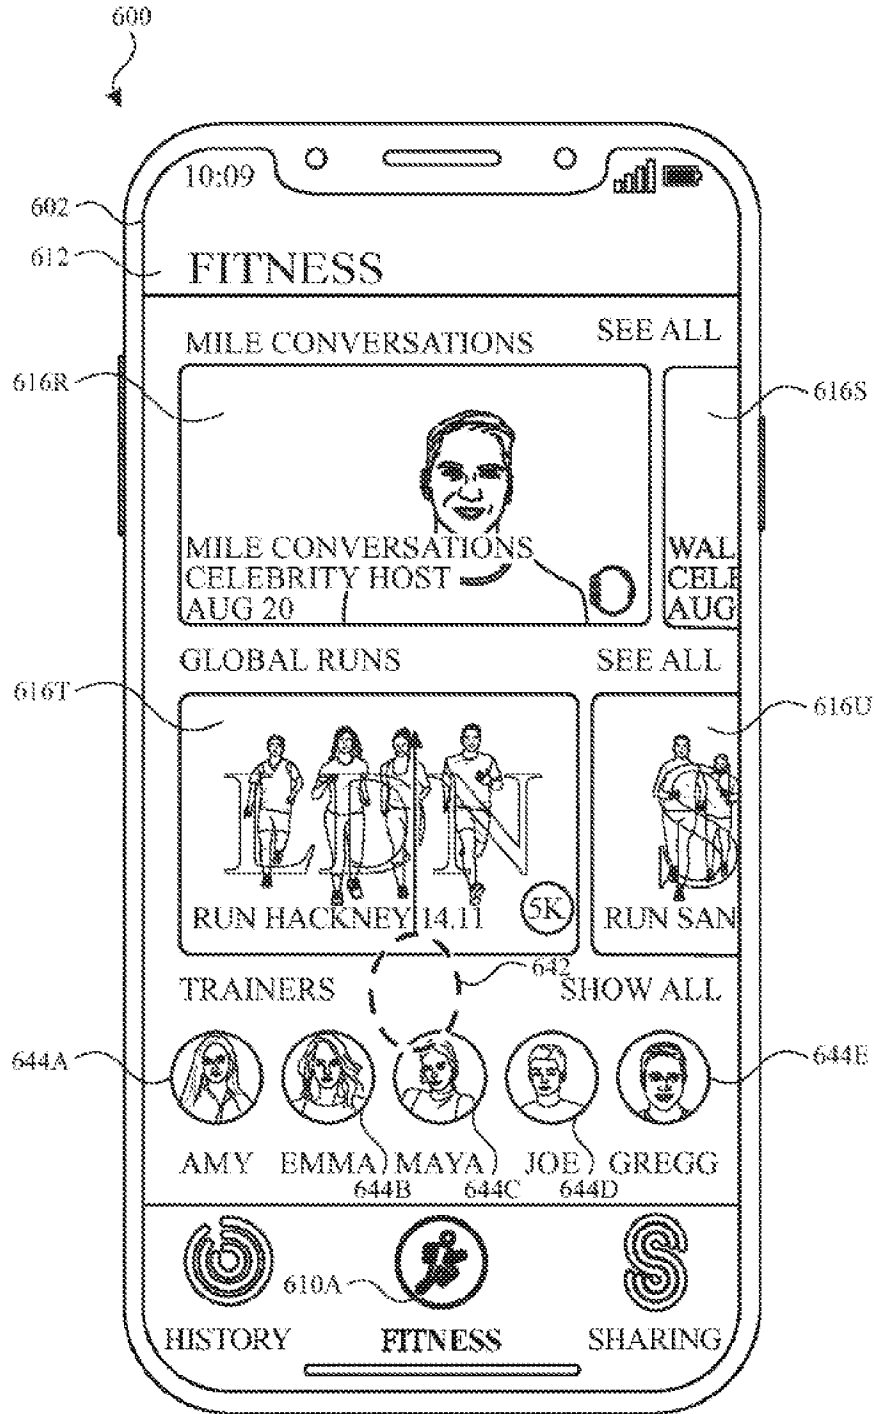 600
10:09
602
612
FITNESS
MILE CONVERSATIONS
SEE ALL
616R
616S
MILE CONVERSATIONS
CELEBRITY HOST
AUG 20
WAL
CELE
AUG
GLOBAL RUNS
SEE ALL
616T
616U
LDN
S
RUN HACKNEY 14.11
5K
RUN SAN
642
TRAINERS
SHOW ALL
644A
644E
AMY
EMMA
MAYA
JOE
GREGG
644B
644C
644D
610A
HISTORY
FITNESS
SHARING